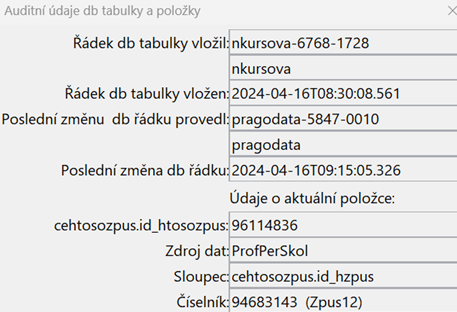 Auditní údaje db tabulky a položky
Řádek db tabulky vložil: nkursova-6768-1728
nkursova
Řádek db tabulky vložen: 2024-04-16T08:30:08.561
Poslední změnu  db řádku provedl: pragodata-5847-0010
pragodata
Poslední změna db řádku: 2024-04-16T09:15:05.326
Údaje o aktuální položce:
cehtosozpus.id_htosozpus: 96114836
Zdroj dat: ProfPerSkol
Sloupec: cehtosozpus.id_hzpus
Číselník: 94683143  (Zpus12)